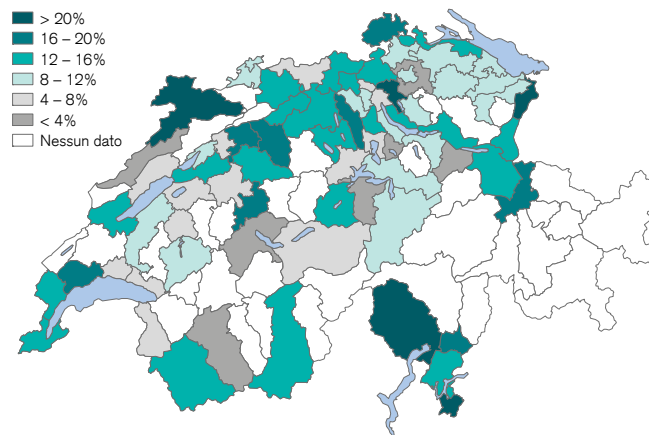 > 20%
16 – 20%
12 – 16%
8 – 12%
4 – 8%
< 4%
Nessun dato